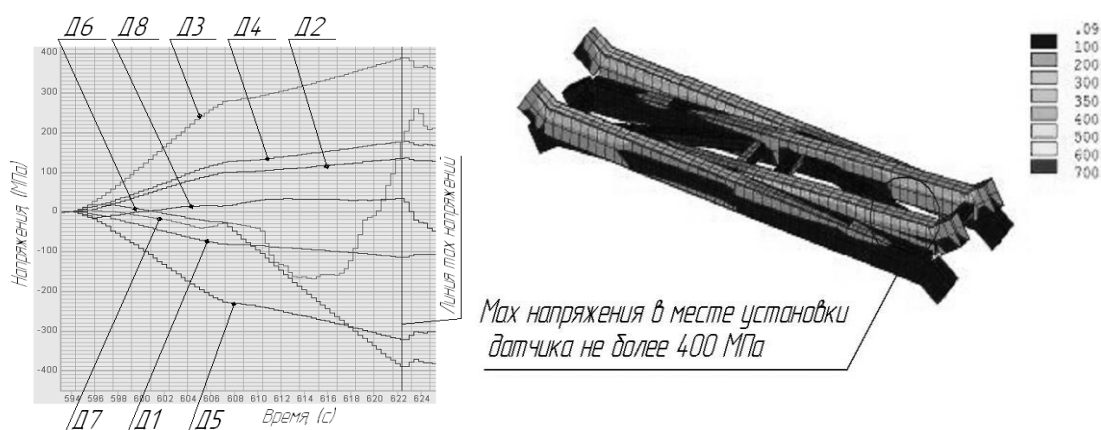 Д6 Д8 Д3 Д4 Д2
400
300
200
100
0
-100
-200
-300
-400
Напряжения, (МПа)
594 596 598 600 602 604 606 608 610 612 614 616 618 620 622 624
Время, (с)
Д7 Д1 Д5
Линия max напряжений
.09
100
200
300
350
400
500
600
700
Мах напряжения в месте установки
датчика не более 400 МПа